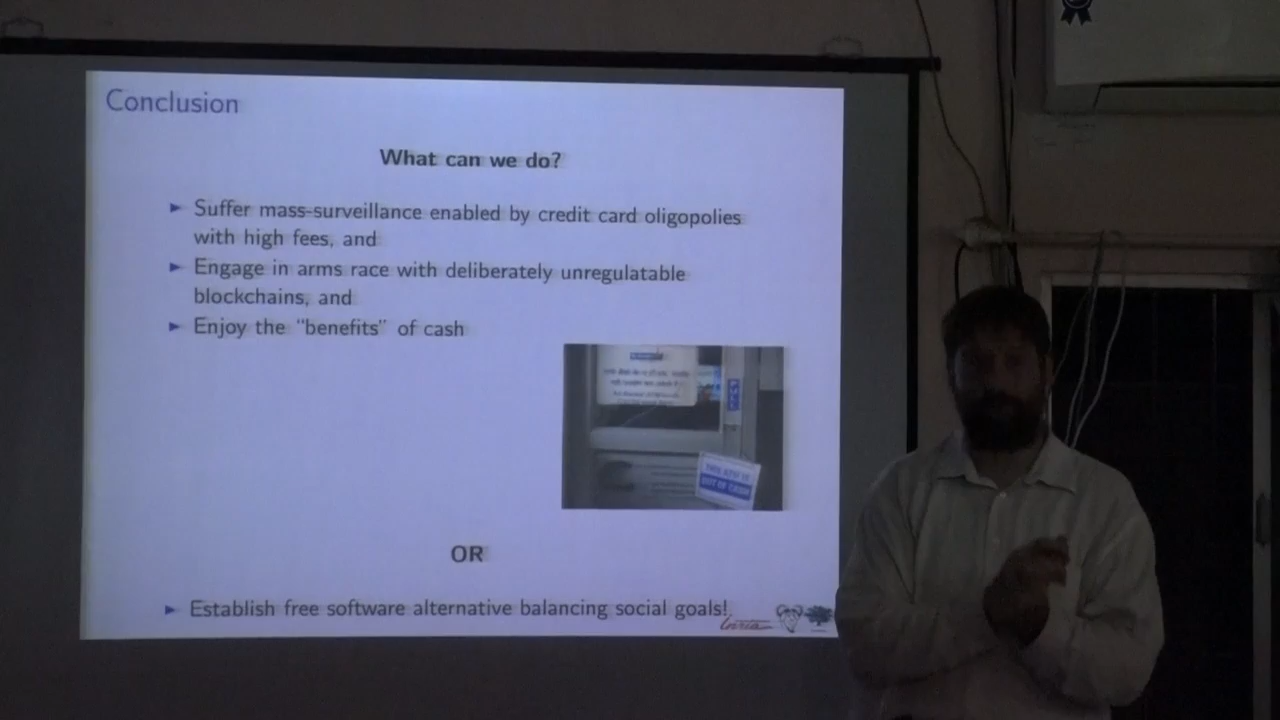 Conclusion
What can we do?
▶ Suffer mass-surveillance enabled by credit card oligopolies
with high fees, and
▶ Engage in arms race with deliberately unregulatable
blockchains, and
▶ Enjoy the “benefits” of cash
THIS ATM IS
OUT OF CASH
OR
▶ Establish free software alternative balancing social goals!
Inria